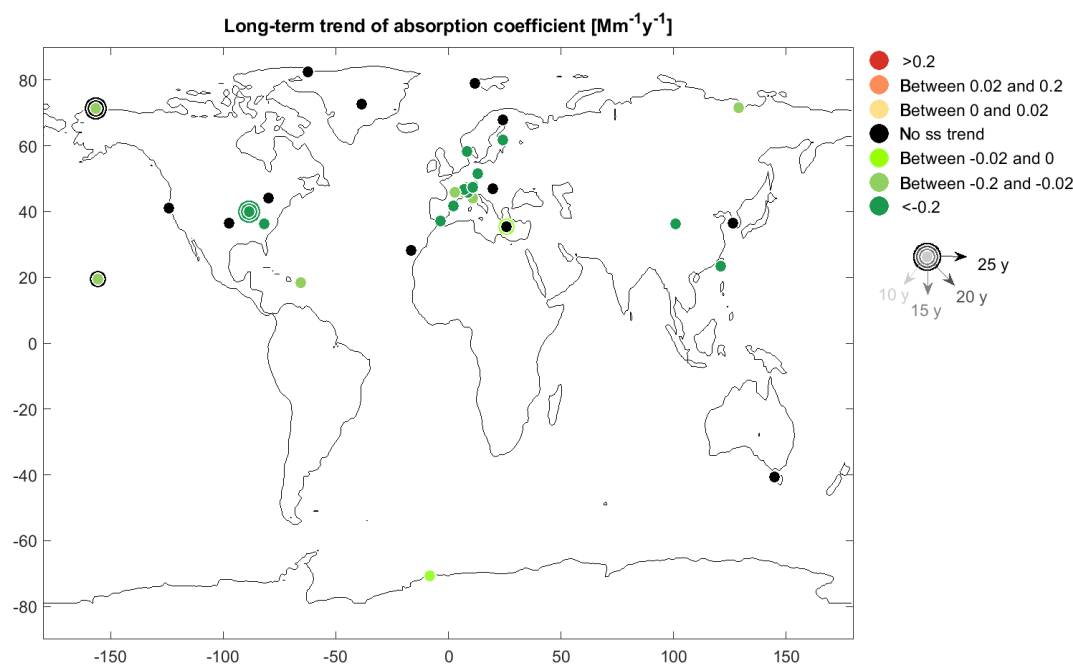 Long-term trend of absorption coefficient [Mm⁻¹y⁻¹]
80
60
40
20
0
-20
-40
-60
-80
-150
-100
-50
0
50
100
150
>0.2
Between 0.02 and 0.2
Between 0 and 0.02
No ss trend
Between -0.02 and 0
Between -0.2 and -0.02
<-0.2
25 y
20 y
15 y
10 y